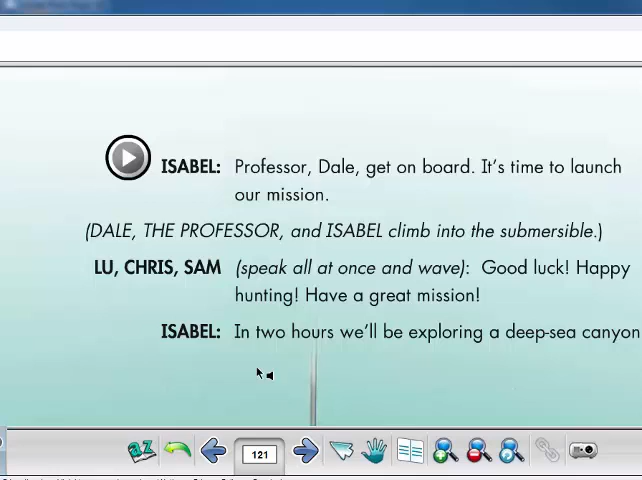 ISABEL: Professor, Dale, get on board. It's time to launch
our mission.
(DALE, THE PROFESSOR, and ISABEL climb into the submersible.)
LU, CHRIS, SAM (speak all at once and wave): Good luck! Happy
hunting! Have a great mission!
ISABEL: In two hours we'll be exploring a deep-sea canyon
az
121